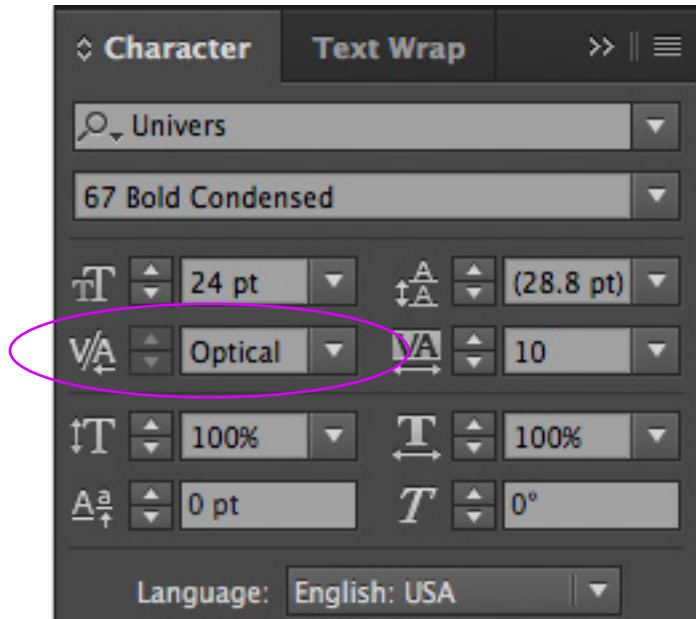 Character Text Wrap
Univers
67 Bold Condensed
24 pt (28.8 pt)
Optical 10
100% 100%
0 pt 0°
Language: English: USA